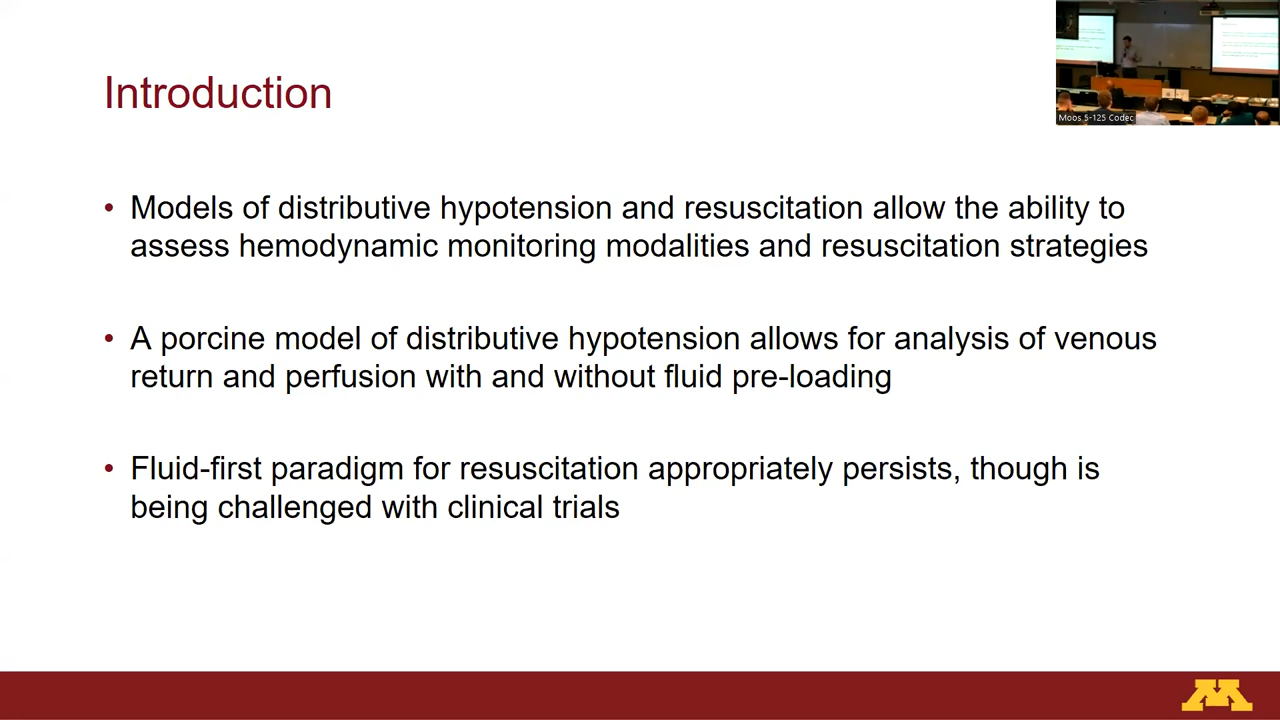 Introduction
Moos 5-125 Codec
• Models of distributive hypotension and resuscitation allow the ability to
assess hemodynamic monitoring modalities and resuscitation strategies
• A porcine model of distributive hypotension allows for analysis of venous
return and perfusion with and without fluid pre-loading
• Fluid-first paradigm for resuscitation appropriately persists, though is
being challenged with clinical trials
M